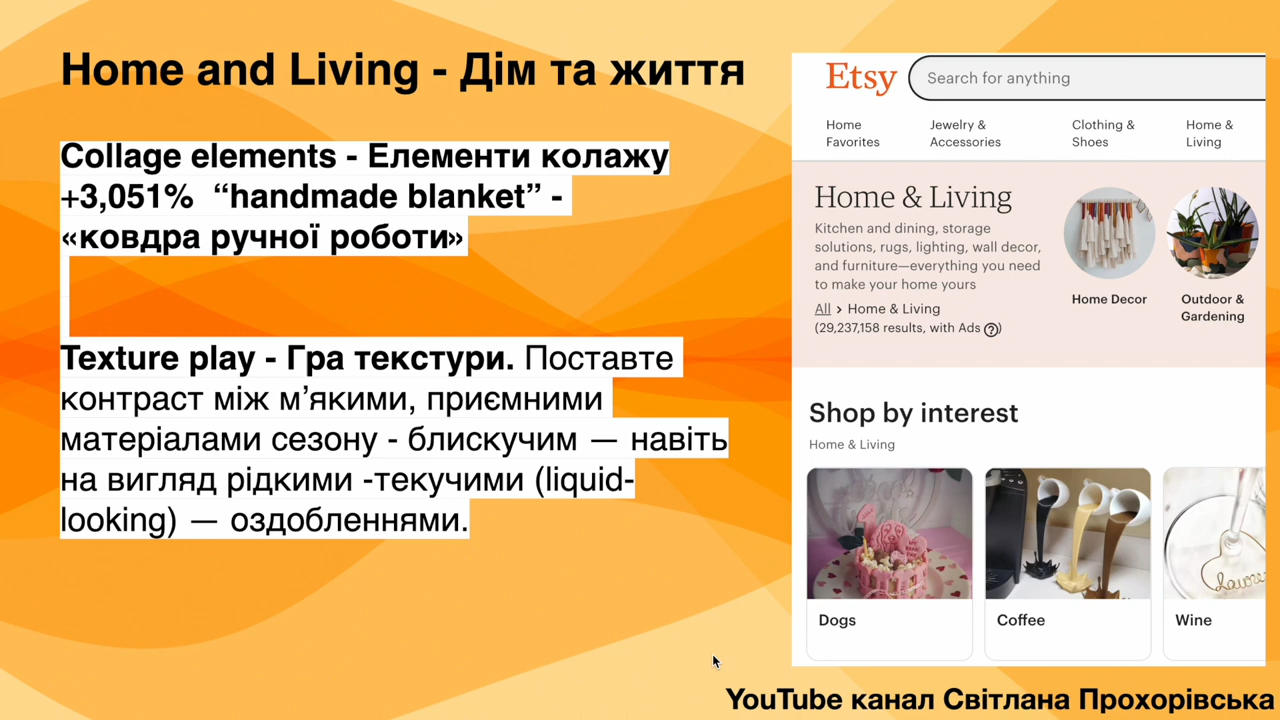 Home and Living - Дім та життя
Collage elements - Елементи колажу
+3,051% “handmade blanket” -
«ковдра ручної роботи»
Texture play - Гра текстури. Поставте
контраст між м’якими, приємними
матеріалами сезону - блискучим — навіть
на вигляд рідкими -текучими (liquid-
looking) — оздобленнями.
Etsy
Search for anything
Home
Favorites
Jewelry &
Accessories
Clothing &
Shoes
Home &
Living
Home & Living
Kitchen and dining, storage
solutions, rugs, lighting, wall decor,
and furniture—everything you need
to make your home yours
All > Home & Living
(29,237,158 results, with Ads ?)
Home Decor
Outdoor &
Gardening
Shop by interest
Home & Living
Dogs
Coffee
Wine
YouTube канал Світлана Прохорівська